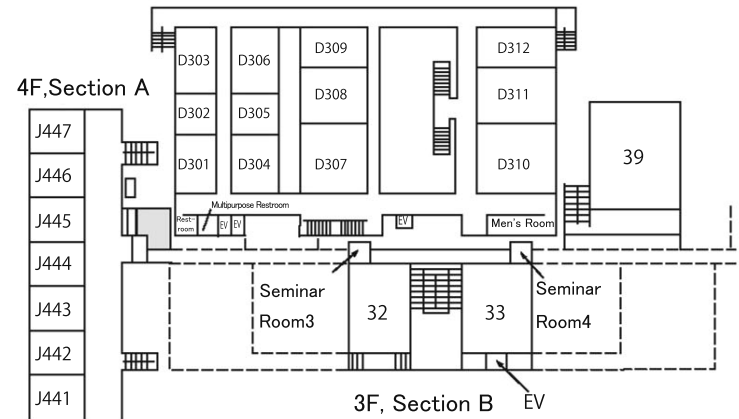 D309
D312
D303
D306
4F,Section A
D308
D311
D302
D305
J447
39
D301
D304
D307
D310
J446
Multipurpose Restroom
J445
Rest-
room
EV
EV
EV
Men's Room
J444
Seminar
Room3
Seminar
Room4
J443
32
33
J442
J441
3F, Section B
EV